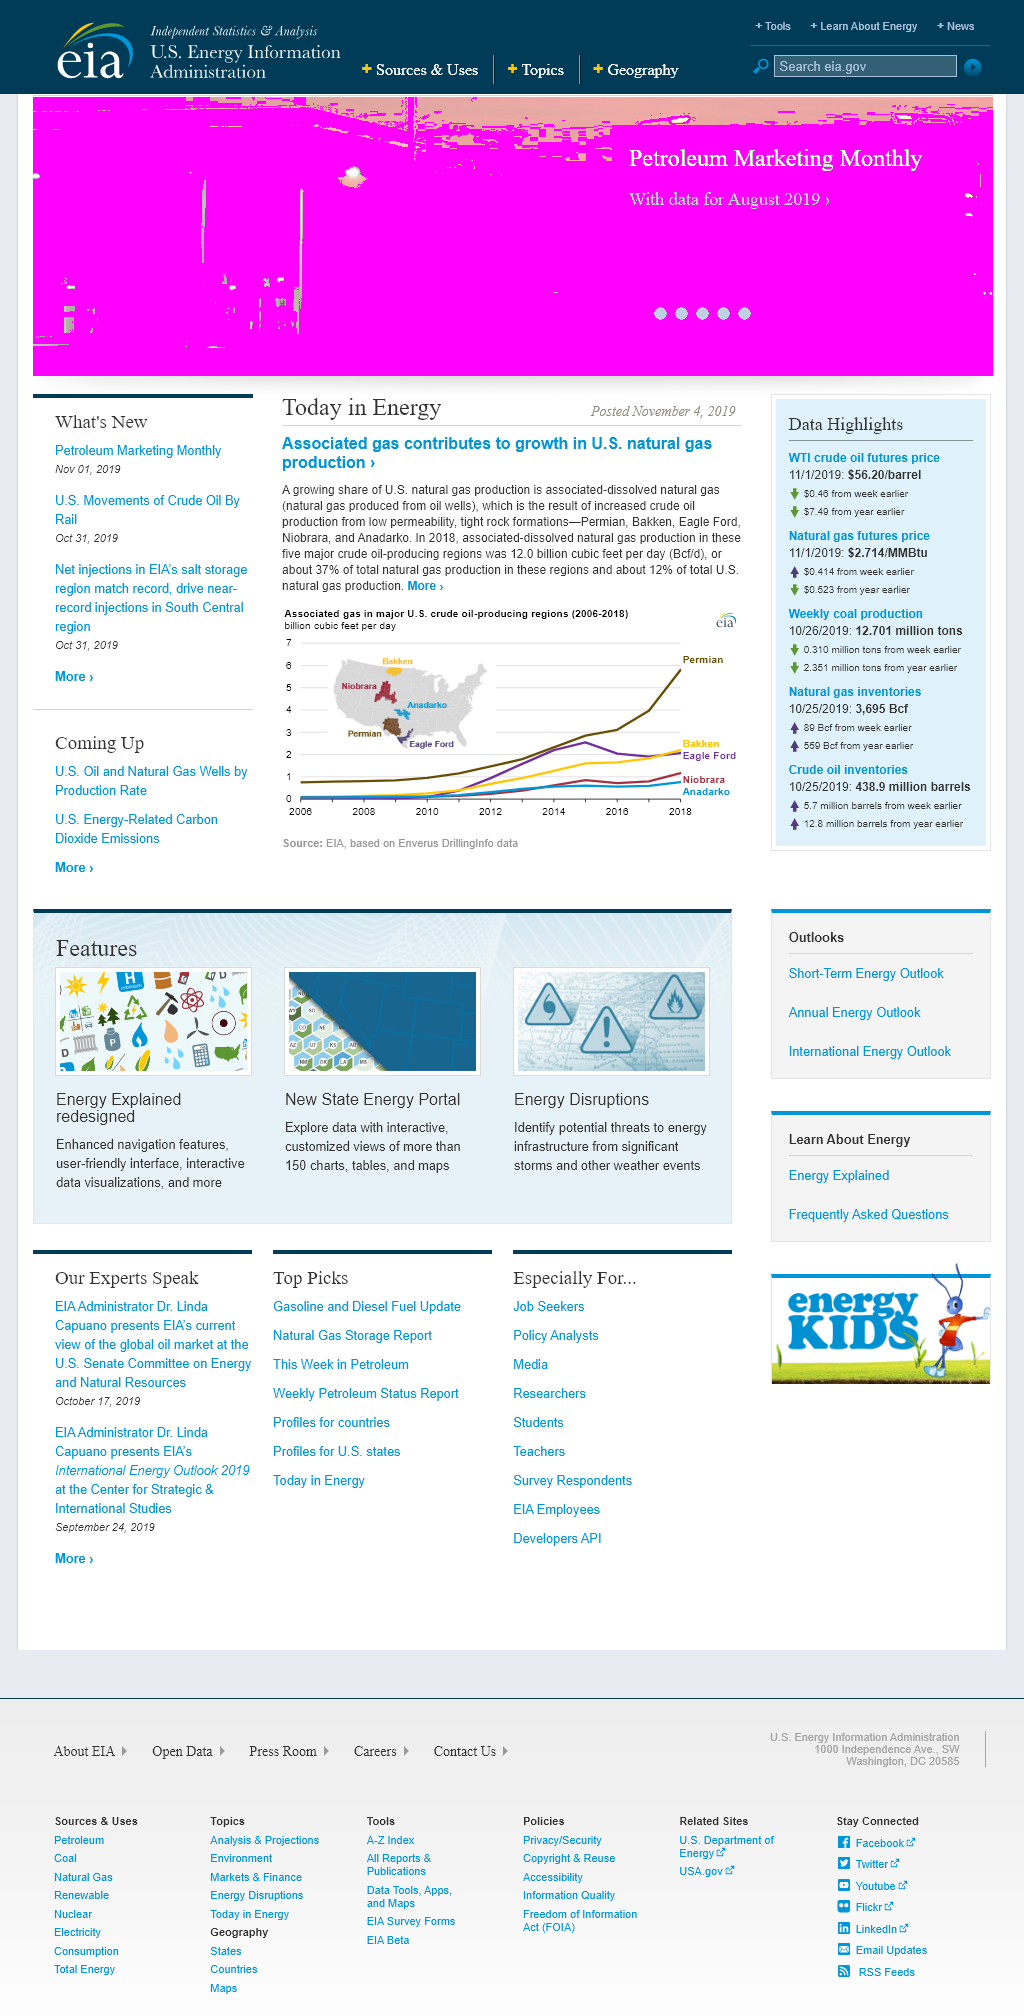 eia
Independent Statistics & Analysis
U.S. Energy Information
Administration
+ Sources & Uses
+ Topics
+ Geography
+ Tools
+ Learn About Energy
+ News
Search eia.gov
Petroleum Marketing Monthly
With data for August 2019 ›
What's New
Petroleum Marketing Monthly
Nov 01, 2019
U.S. Movements of Crude Oil By
Rail
Oct 31, 2019
Net injections in EIA's salt storage
region match record, drive near-
record injections in South Central
region
Oct 31, 2019
More ›
Coming Up
U.S. Oil and Natural Gas Wells by
Production Rate
U.S. Energy-Related Carbon
Dioxide Emissions
More ›
Today in Energy
Posted November 4, 2019
Associated gas contributes to growth in U.S. natural gas
production ›
A growing share of U.S. natural gas production is associated-dissolved natural gas
(natural gas produced from oil wells), which is the result of increased crude oil
production from low permeability, tight rock formations—Permian, Bakken, Eagle Ford,
Niobrara, and Anadarko. In 2018, associated-dissolved natural gas production in these
five major crude oil-producing regions was 12.0 billion cubic feet per day (Bcf/d), or
about 37% of total natural gas production in these regions and about 12% of total U.S.
natural gas production. More ›
Associated gas in major U.S. crude oil-producing regions (2006-2018)
billion cubic feet per day
eia
7
6
5
4
3
2
1
0
2006
2008
2010
2012
2014
2016
2018
Bakken
Niobrara
Anadarko
Permian
Eagle Ford
Permian
Bakken
Eagle Ford
Niobrara
Anadarko
Source: EIA, based on Enverus DrillingInfo data
Data Highlights
WTI crude oil futures price
11/1/2019: $56.20/barrel
$0.46 from week earlier
$7.49 from year earlier
Natural gas futures price
11/1/2019: $2.714/MMBtu
$0.414 from week earlier
$0.523 from year earlier
Weekly coal production
10/26/2019: 12.701 million tons
0.310 million tons from week earlier
2.351 million tons from year earlier
Natural gas inventories
10/25/2019: 3,695 Bcf
89 Bcf from week earlier
559 Bcf from year earlier
Crude oil inventories
10/25/2019: 438.9 million barrels
5.7 million barrels from week earlier
12.8 million barrels from year earlier
Features
H
P
D
D
SD
CO
NE
AZ
UT
KS
AR
NM
OK
LA
MS
Energy Explained
redesigned
Enhanced navigation features,
user-friendly interface, interactive
data visualizations, and more
New State Energy Portal
Explore data with interactive,
customized views of more than
150 charts, tables, and maps
Energy Disruptions
Identify potential threats to energy
infrastructure from significant
storms and other weather events
Outlooks
Short-Term Energy Outlook
Annual Energy Outlook
International Energy Outlook
Learn About Energy
Energy Explained
Frequently Asked Questions
energy
KIDS
Our Experts Speak
EIA Administrator Dr. Linda
Capuano presents EIA's current
view of the global oil market at the
U.S. Senate Committee on Energy
and Natural Resources
October 17, 2019
EIA Administrator Dr. Linda
Capuano presents EIA's
International Energy Outlook 2019
at the Center for Strategic &
International Studies
September 24, 2019
More ›
Top Picks
Gasoline and Diesel Fuel Update
Natural Gas Storage Report
This Week in Petroleum
Weekly Petroleum Status Report
Profiles for countries
Profiles for U.S. states
Today in Energy
Especially For...
Job Seekers
Policy Analysts
Media
Researchers
Students
Teachers
Survey Respondents
EIA Employees
Developers API
About EIA
Open Data
Press Room
Careers
Contact Us
U.S. Energy Information Administration
1000 Independence Ave., SW
Washington, DC 20585
Sources & Uses
Petroleum
Coal
Natural Gas
Renewable
Nuclear
Electricity
Consumption
Total Energy
Topics
Analysis & Projections
Environment
Markets & Finance
Energy Disruptions
Today in Energy
Geography
States
Countries
Maps
Tools
A-Z Index
All Reports &
Publications
Data Tools, Apps,
and Maps
EIA Survey Forms
EIA Beta
Policies
Privacy/Security
Copyright & Reuse
Accessibility
Information Quality
Freedom of Information
Act (FOIA)
Related Sites
U.S. Department of
Energy
USA.gov
Stay Connected
Facebook
Twitter
Youtube
Flickr
LinkedIn
Email Updates
RSS Feeds